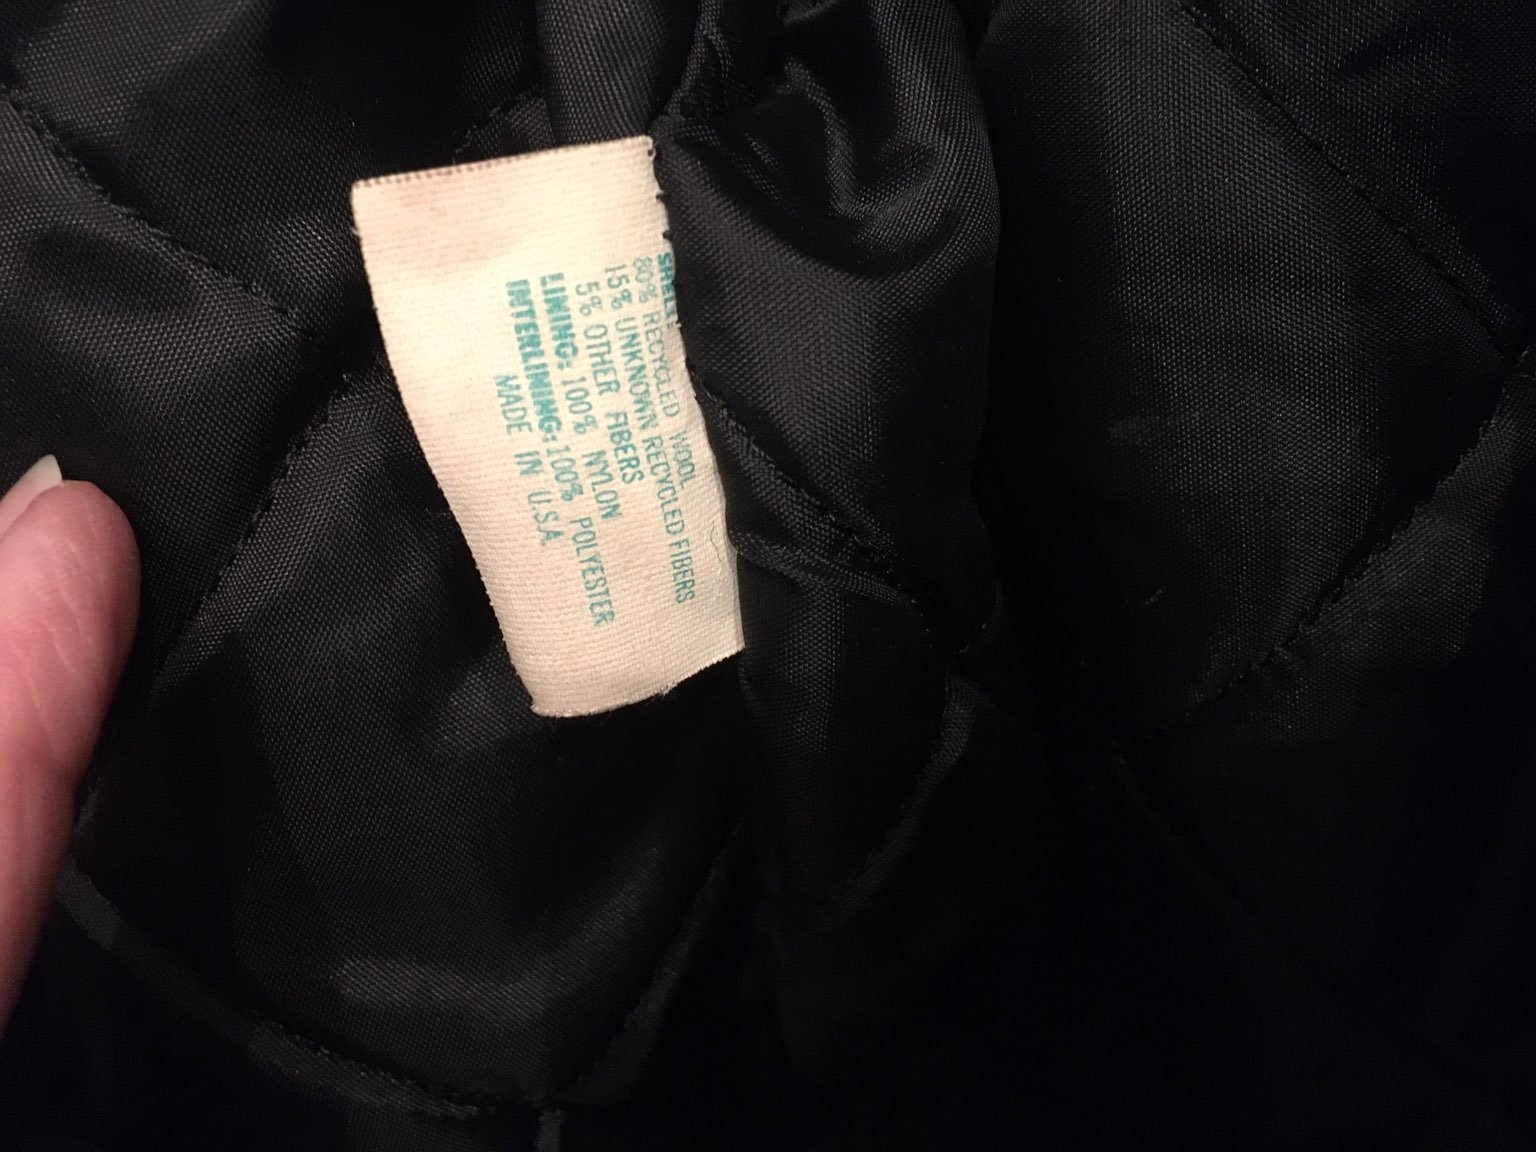 SHELL
80% RECYCLED WOOL
15% UNKNOWN RECYCLED FIBERS
5% OTHER FIBERS
LINING: 100% NYLON
INTERLINING: 100% POLYESTER
MADE IN U.S.A